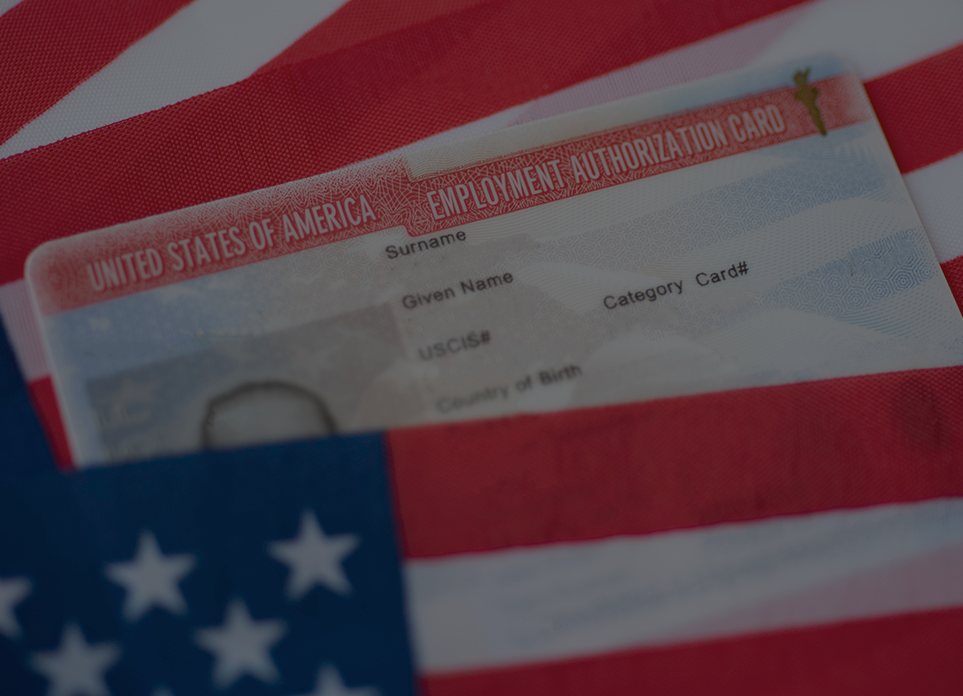 UNITED STATES OF AMERICA EMPLOYMENT AUTHORIZATION CARD
Surname
Given Name
Category Card#
USCIS#
Country of Birth